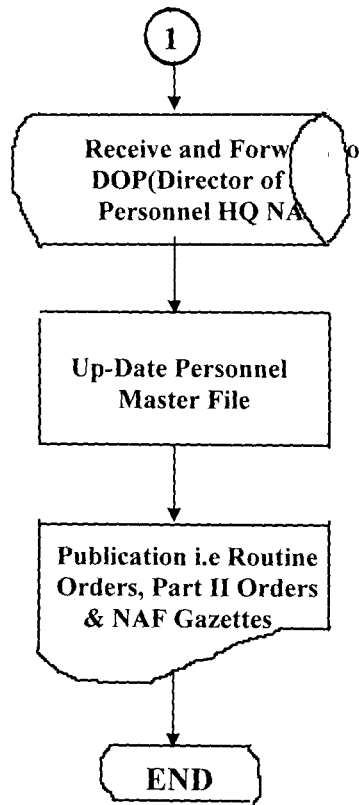 1
Receive and Forw o
DOP(Director of
Personnel HQ NA
Up-Date Personnel
Master File
Publication i.e Routine
Orders, Part II Orders
& NAF Gazettes
END